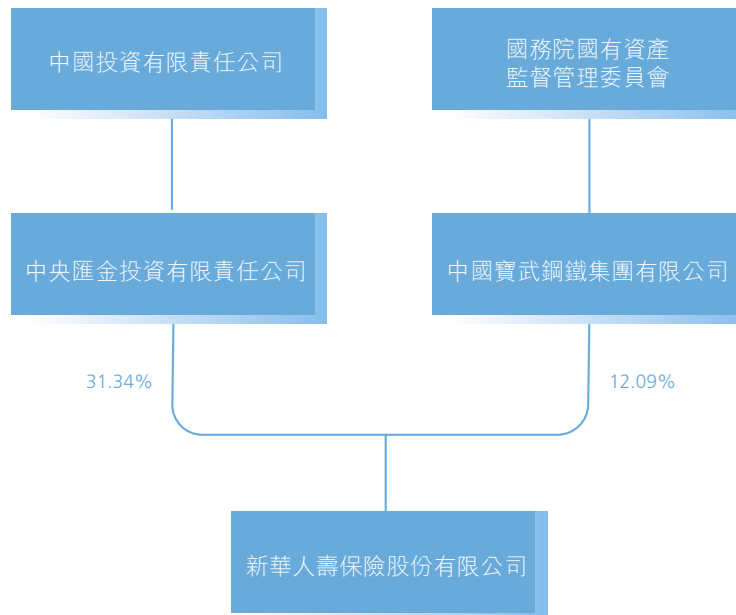 中國投資有限責任公司
國務院國有資產
監督管理委員會
中央匯金投資有限責任公司
中國寶武鋼鐵集團有限公司
31.34%
12.09%
新華人壽保險股份有限公司